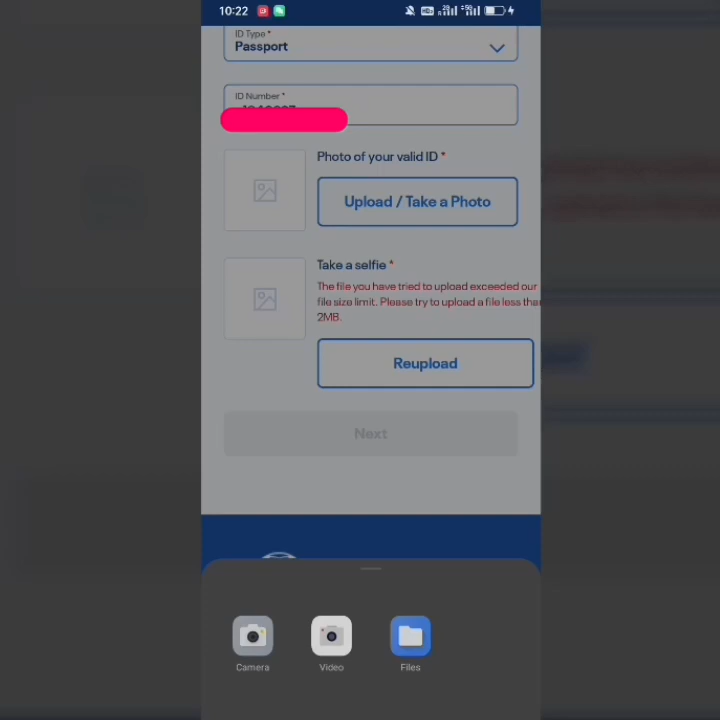 10:22
ID Type *
Passport
ID Number *
Photo of your valid ID *
Upload / Take a Photo
Take a selfie *
The file you have tried to upload exceeded our
file size limit. Please try to upload a file less than
2MB.
Reupload
Next
Camera
Video
Files